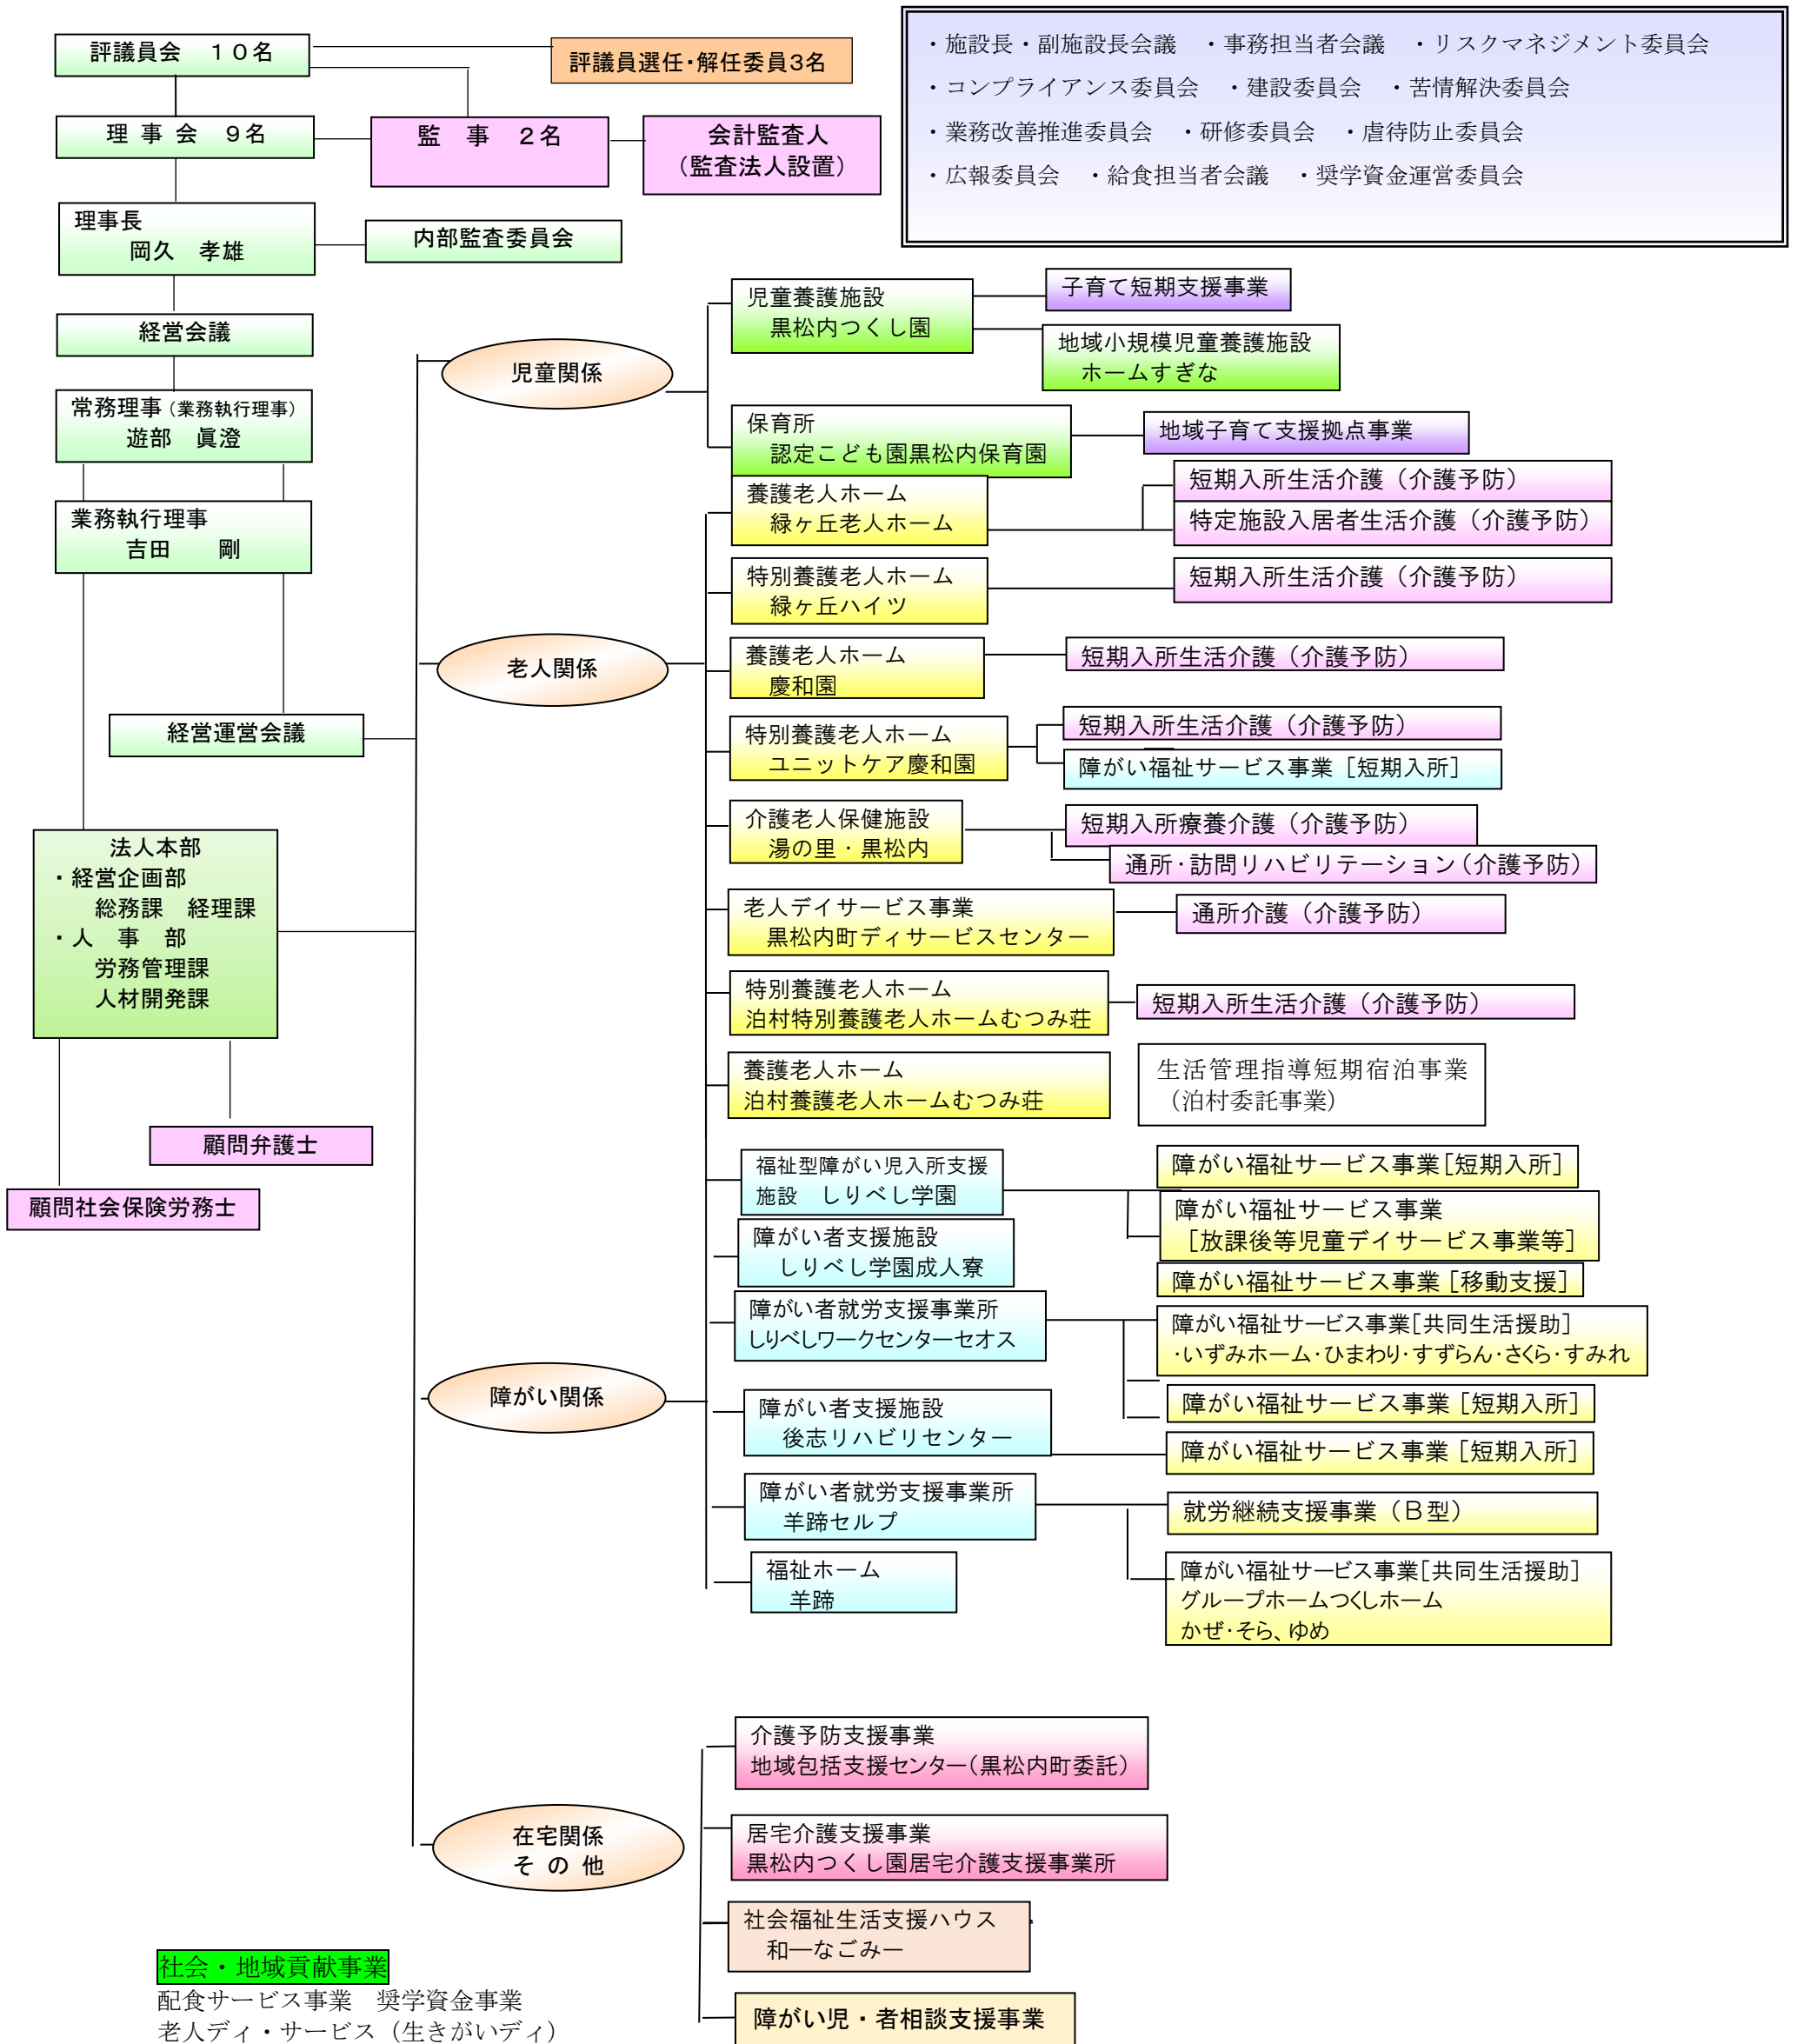 評議員会　１０名
評議員選任・解任委員3名
・施設長・副施設長会議　・事務担当者会議　・リスクマネジメント委員会
・コンプライアンス委員会　・建設委員会　・苦情解決委員会
・業務改善推進委員会　・研修委員会　・虐待防止委員会
・広報委員会　・給食担当者会議　・奨学資金運営委員会
理 事 会　９名
監　事　２名
会計監査人
（監査法人設置）
理事長
岡久　孝雄
内部監査委員会
経営会議
常務理事（業務執行理事）
遊部　眞澄
業務執行理事
吉田　　剛
経営運営会議
法人本部
・経営企画部
総務課　経理課
・人　事　部
労務管理課
人材開発課
顧問弁護士
顧問社会保険労務士
児童関係
児童養護施設
黒松内つくし園
子育て短期支援事業
地域小規模児童養護施設
ホームすぎな
保育所
認定こども園黒松内保育園
地域子育て支援拠点事業
老人関係
養護老人ホーム
緑ヶ丘老人ホーム
短期入所生活介護（介護予防）
特定施設入居者生活介護（介護予防）
特別養護老人ホーム
緑ヶ丘ハイツ
短期入所生活介護（介護予防）
養護老人ホーム
慶和園
短期入所生活介護（介護予防）
特別養護老人ホーム
ユニットケア慶和園
短期入所生活介護（介護予防）
障がい福祉サービス事業［短期入所］
介護老人保健施設
湯の里・黒松内
短期入所療養介護（介護予防）
通所・訪問リハビリテーション（介護予防）
老人デイサービス事業
黒松内町ディサービスセンター
通所介護（介護予防）
特別養護老人ホーム
泊村特別養護老人ホームむつみ荘
短期入所生活介護（介護予防）
養護老人ホーム
泊村養護老人ホームむつみ荘
生活管理指導短期宿泊事業
（泊村委託事業）
障がい関係
福祉型障がい児入所支援
施設　しりべし学園
障がい福祉サービス事業［短期入所］
障がい福祉サービス事業
［放課後等児童デイサービス事業等］
障がい者支援施設
しりべし学園成人寮
障がい福祉サービス事業［移動支援］
障がい者就労支援事業所
しりべしワークセンターセオス
障がい福祉サービス事業［共同生活援助］
・いずみホーム・ひまわり・すずらん・さくら・すみれ
障がい福祉サービス事業［短期入所］
障がい者支援施設
後志リハビリセンター
障がい福祉サービス事業［短期入所］
障がい者就労支援事業所
羊蹄セルプ
就労継続支援事業（Ｂ型）
障がい福祉サービス事業［共同生活援助］
グループホームつくしホーム
かぜ・そら、ゆめ
福祉ホーム
羊蹄
在宅関係
そ の 他
介護予防支援事業
地域包括支援センター（黒松内町委託）
居宅介護支援事業
黒松内つくし園居宅介護支援事業所
社会福祉生活支援ハウス
和―なごみー
障がい児・者相談支援事業
社会・地域貢献事業
配食サービス事業　奨学資金事業
老人ディ・サービス（生きがいディ）